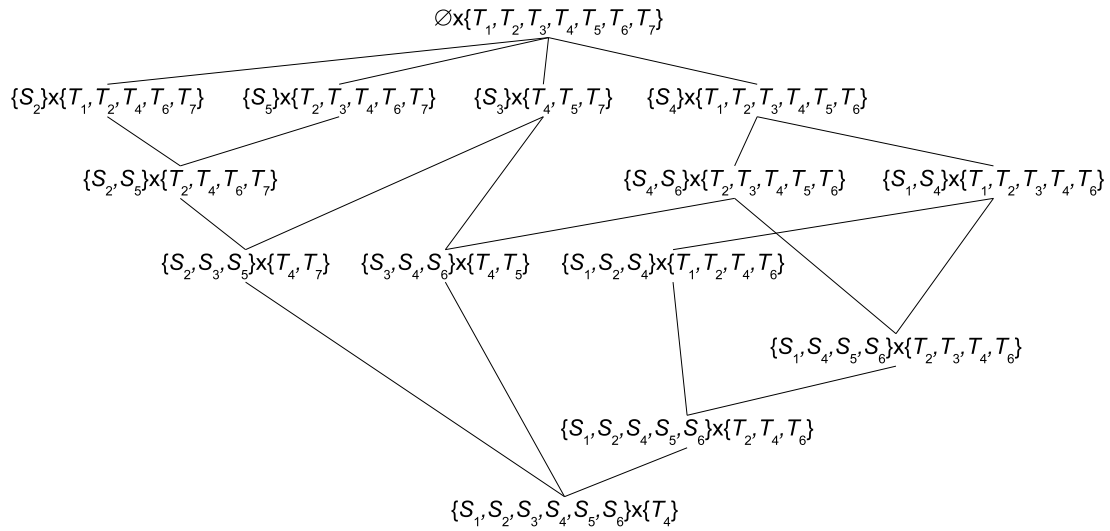 ∅x{T₁,T₂,T₃,T₄,T₅,T₆,T₇}
{S₂}x{T₁,T₂,T₄,T₆,T₇} {S₅}x{T₂,T₃,T₄,T₆,T₇} {S₃}x{T₄,T₅,T₇} {S₄}x{T₁,T₂,T₃,T₄,T₅,T₆}
{S₂,S₅}x{T₂,T₄,T₆,T₇} {S₄,S₆}x{T₂,T₃,T₄,T₅,T₆} {S₁,S₄}x{T₁,T₂,T₃,T₄,T₆}
{S₂,S₃,S₅}x{T₄,T₇} {S₃,S₄,S₆}x{T₄,T₅} {S₁,S₂,S₄}x{T₁,T₂,T₄,T₆}
{S₁,S₄,S₅,S₆}x{T₂,T₃,T₄,T₆}
{S₁,S₂,S₄,S₅,S₆}x{T₂,T₄,T₆}
{S₁,S₂,S₃,S₄,S₅,S₆}x{T₄}